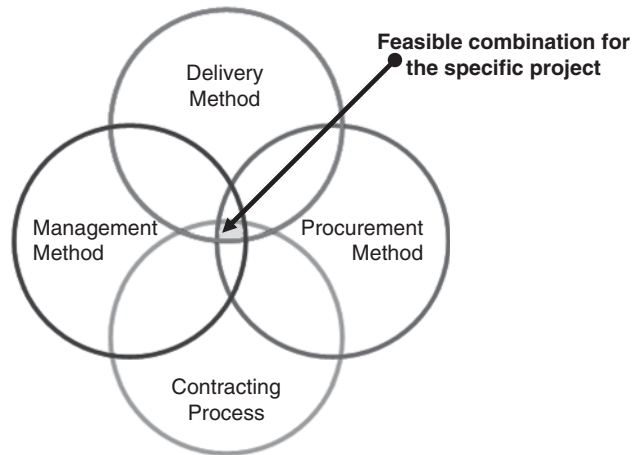 Feasible combination for
the specific project
Delivery
Method
Management
Method
Procurement
Method
Contracting
Process